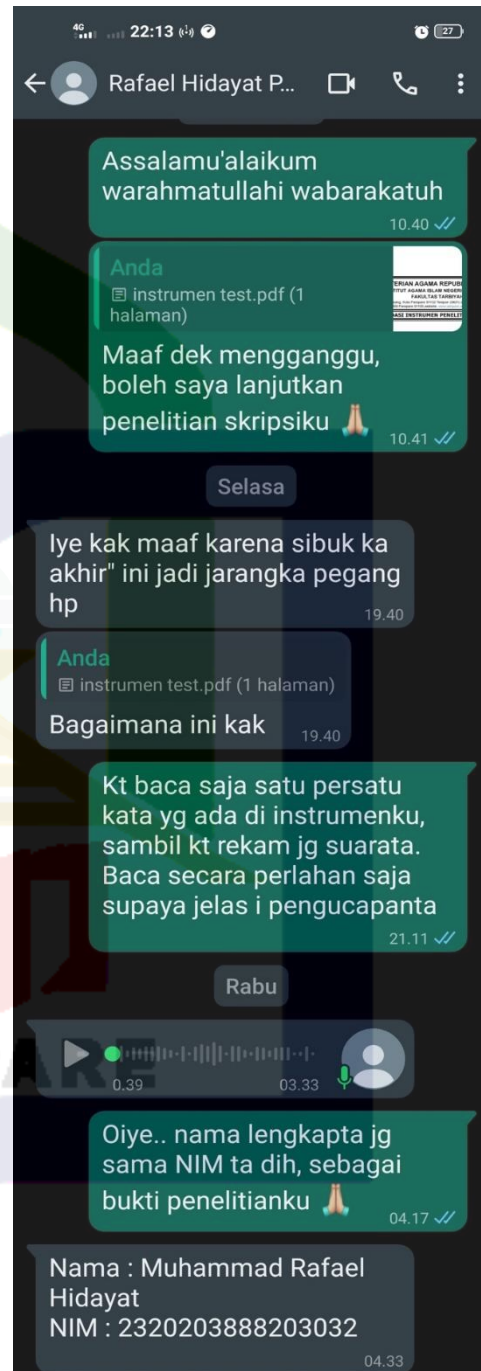 4G 22:13 27
Rafael Hidayat P...
Assalamu'alaikum
warahmatullahi wabarakatuh
10.40
Anda
instrumen test.pdf (1
halaman)
Maaf dek mengganggu,
boleh saya lanjutkan
penelitian skripsiku 🙏
10.41
Selasa
Iye kak maaf karena sibuk ka
akhir" ini jadi jarangka pegang
hp
19.40
Anda
instrumen test.pdf (1 halaman)
Bagaimana ini kak
19.40
Kt baca saja satu persatu
kata yg ada di instrumenku,
sambil kt rekam jg suarata.
Baca secara perlahan saja
supaya jelas i pengucapanta
21.11
Rabu
0.39 03.33
ARE
Oiye.. nama lengkapta jg
sama NIM ta dih, sebagai
bukti penelitianku 🙏
04.17
Nama : Muhammad Rafael
Hidayat
NIM : 2320203888203032
04.33